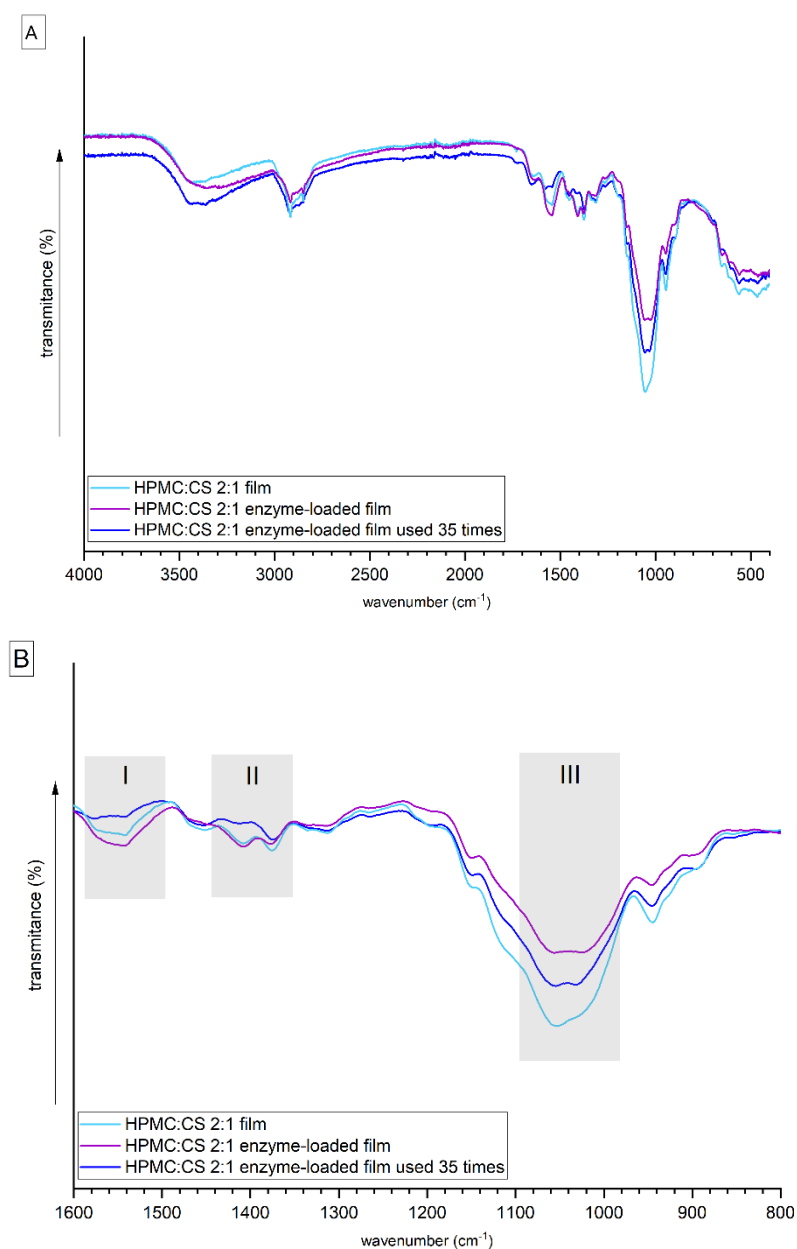 A
transmitance (%)
HPMC:CS 2:1 film
HPMC:CS 2:1 enzyme-loaded film
HPMC:CS 2:1 enzyme-loaded film used 35 times
4000 3500 3000 2500 2000 1500 1000 500
wavenumber (cm⁻¹)
B
I II III
transmitance (%)
HPMC:CS 2:1 film
HPMC:CS 2:1 enzyme-loaded film
HPMC:CS 2:1 enzyme-loaded film used 35 times
1600 1500 1400 1300 1200 1100 1000 900 800
wavenumber (cm⁻¹)